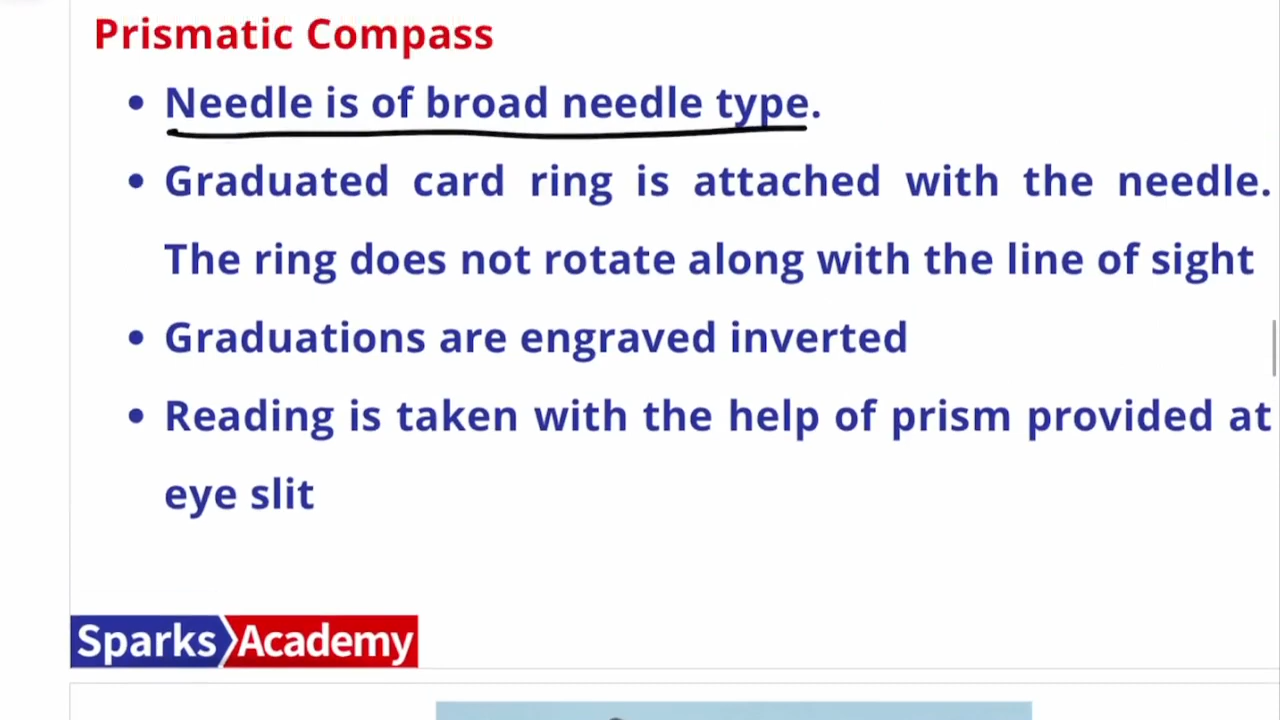 Prismatic Compass
• Needle is of broad needle type.
• Graduated card ring is attached with the needle.
The ring does not rotate along with the line of sight
• Graduations are engraved inverted
• Reading is taken with the help of prism provided at
eye slit
Sparks Academy